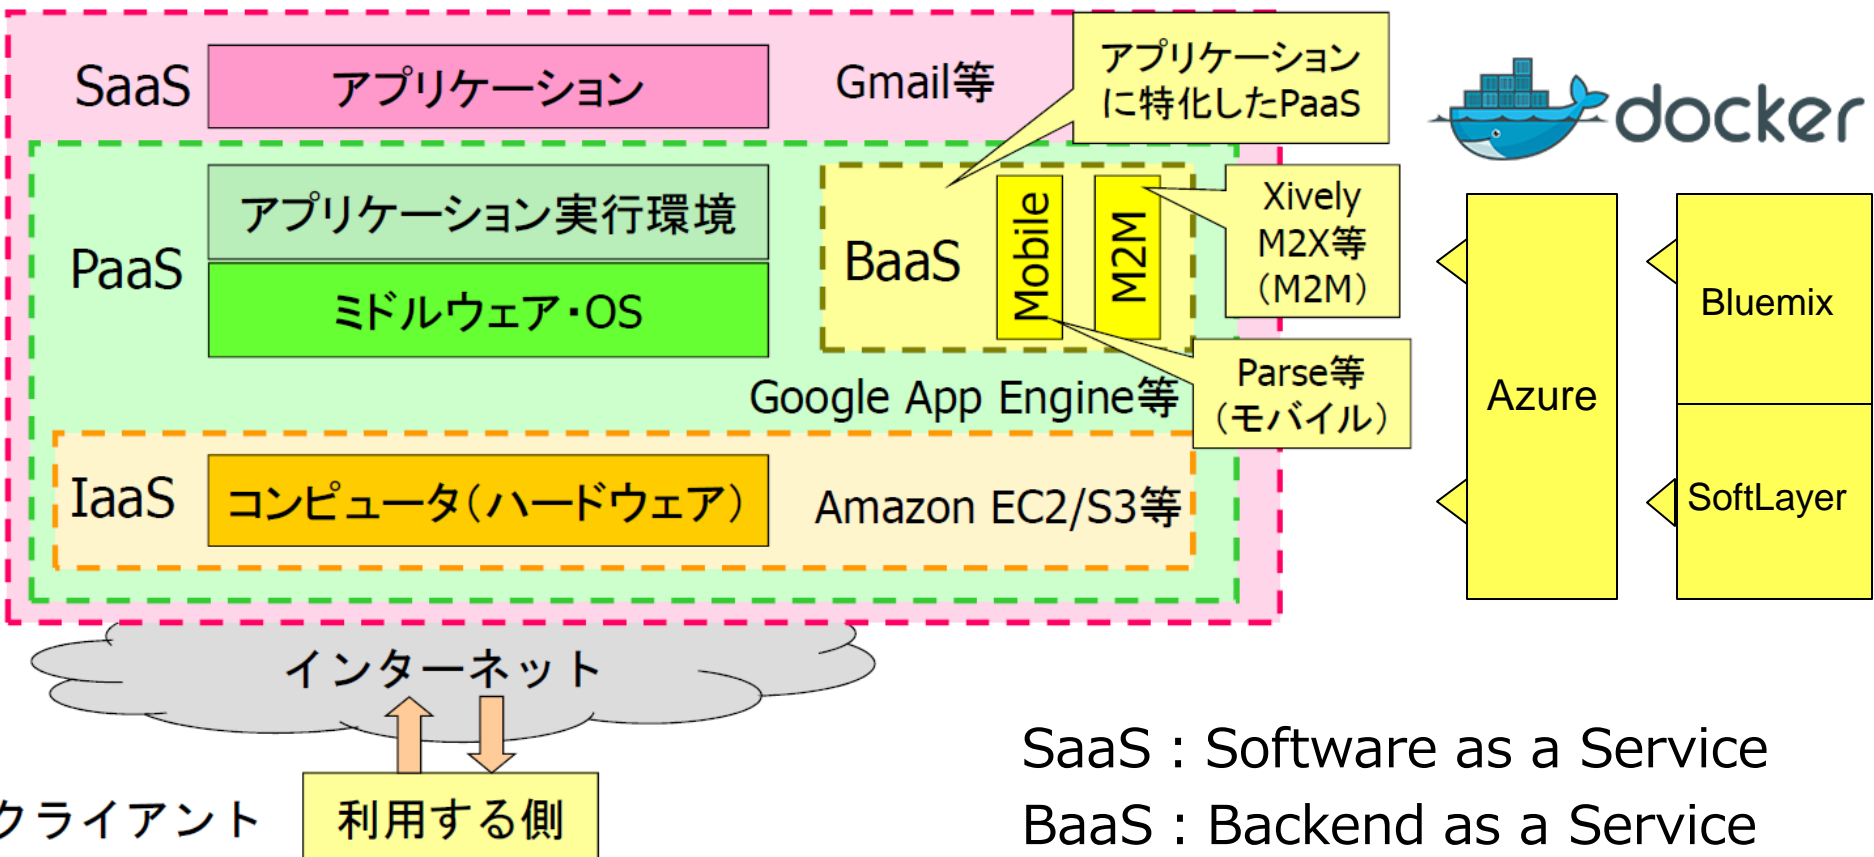 SaaS
アプリケーション
Gmail等
アプリケーション
に特化したPaaS
docker
PaaS
アプリケーション実行環境
ミドルウェア・OS
BaaS
Mobile
M2M
Xively
M2X等
（M2M）
Google App Engine等
Parse等
（モバイル）
Azure
Bluemix
SoftLayer
IaaS
コンピュータ（ハードウェア）
Amazon EC2/S3等
インターネット
クライアント
利用する側
SaaS：Software as a Service
BaaS：Backend as a Service